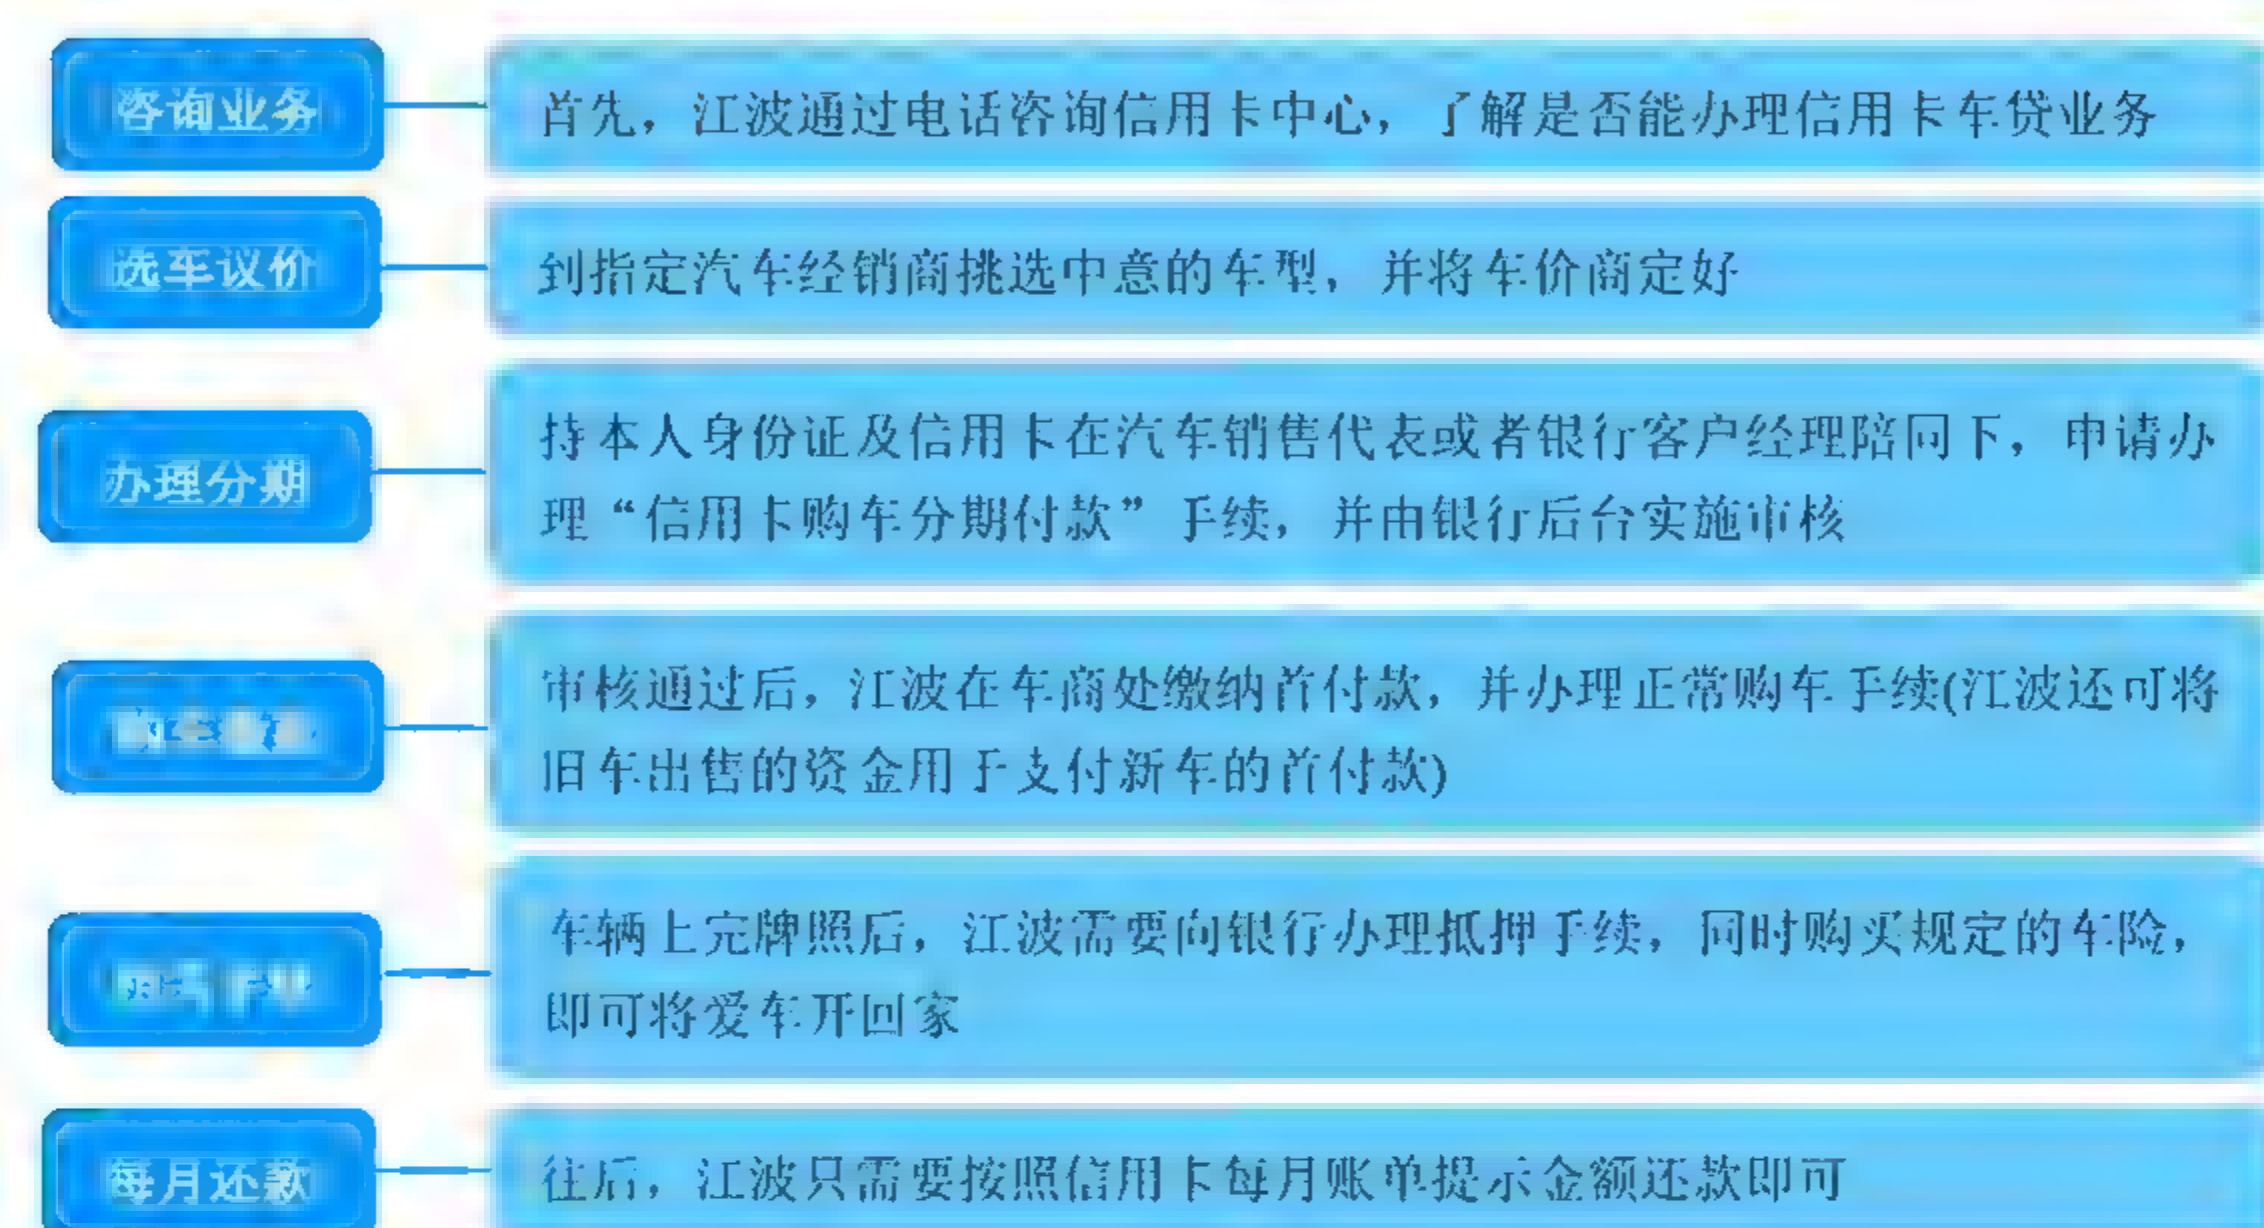 咨询业务
首先，江波通过电话咨询信用卡中心，了解是否能办理信用卡车贷业务
选车议价
到指定汽车经销商挑选中意的车型，并将车价商定好
办理分期
持本人身份证及信用卡在汽车销售代表或者银行客户经理陪同下，申请办
理“信用卡购车分期付款”手续，并由银行后台实施审核
审核通过后，江波在车商处缴纳首付款，并办理正常购车手续(江波还可将
旧车出售的资金用于支付新车的首付款)
车辆上完牌照后，江波需要向银行办理抵押手续，同时购买规定的车险，
即可将爱车开回家
每月还款
往后，江波只需要按照信用卡每月账单提示金额还款即可